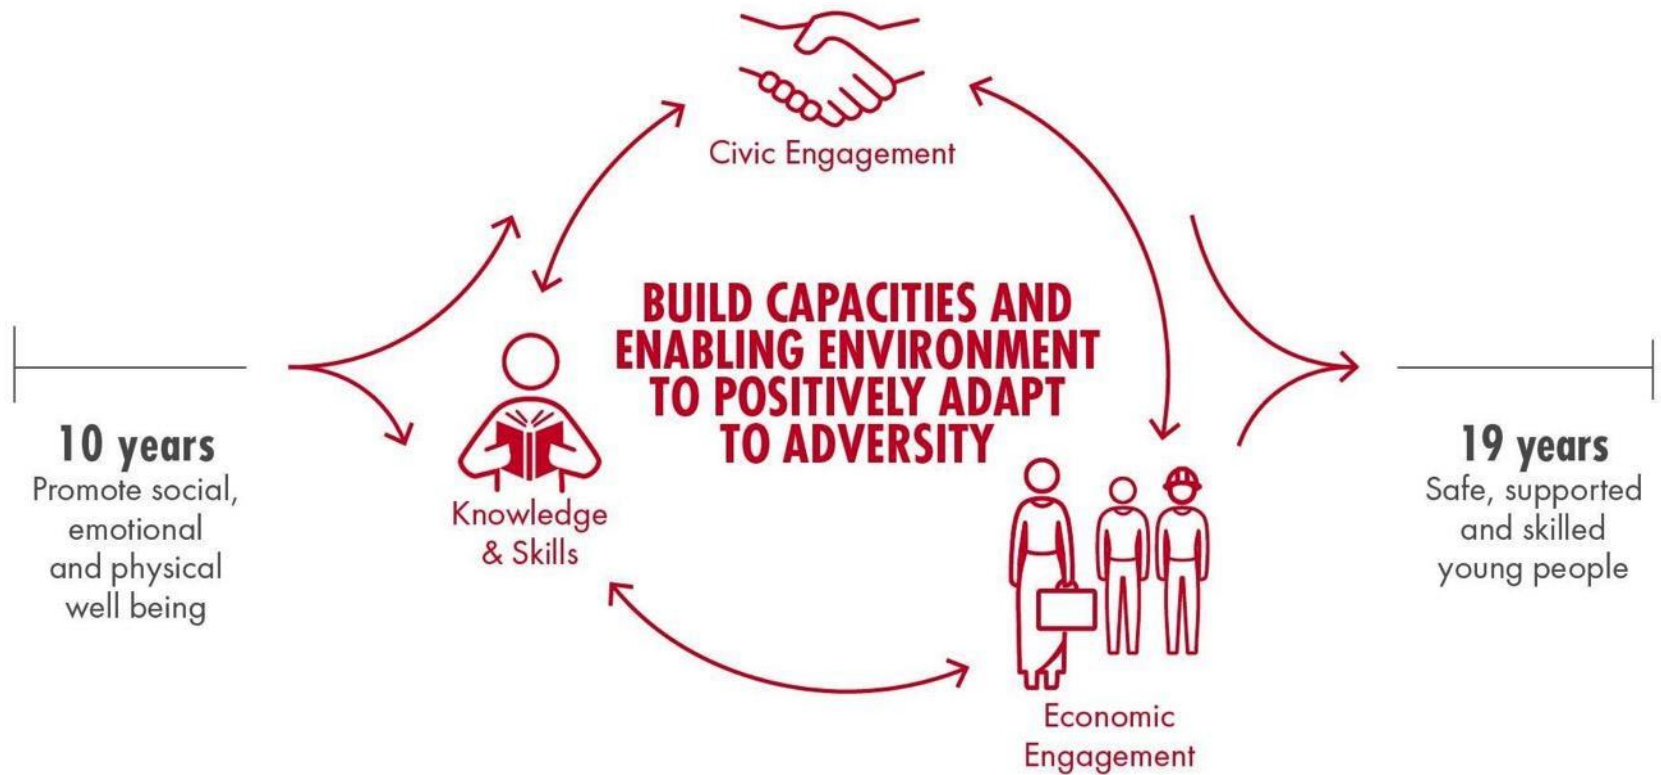 Civic Engagement
BUILD CAPACITIES AND
ENABLING ENVIRONMENT
TO POSITIVELY ADAPT
TO ADVERSITY
10 years
Promote social,
emotional
and physical
well being
Knowledge
& Skills
19 years
Safe, supported
and skilled
young people
Economic
Engagement